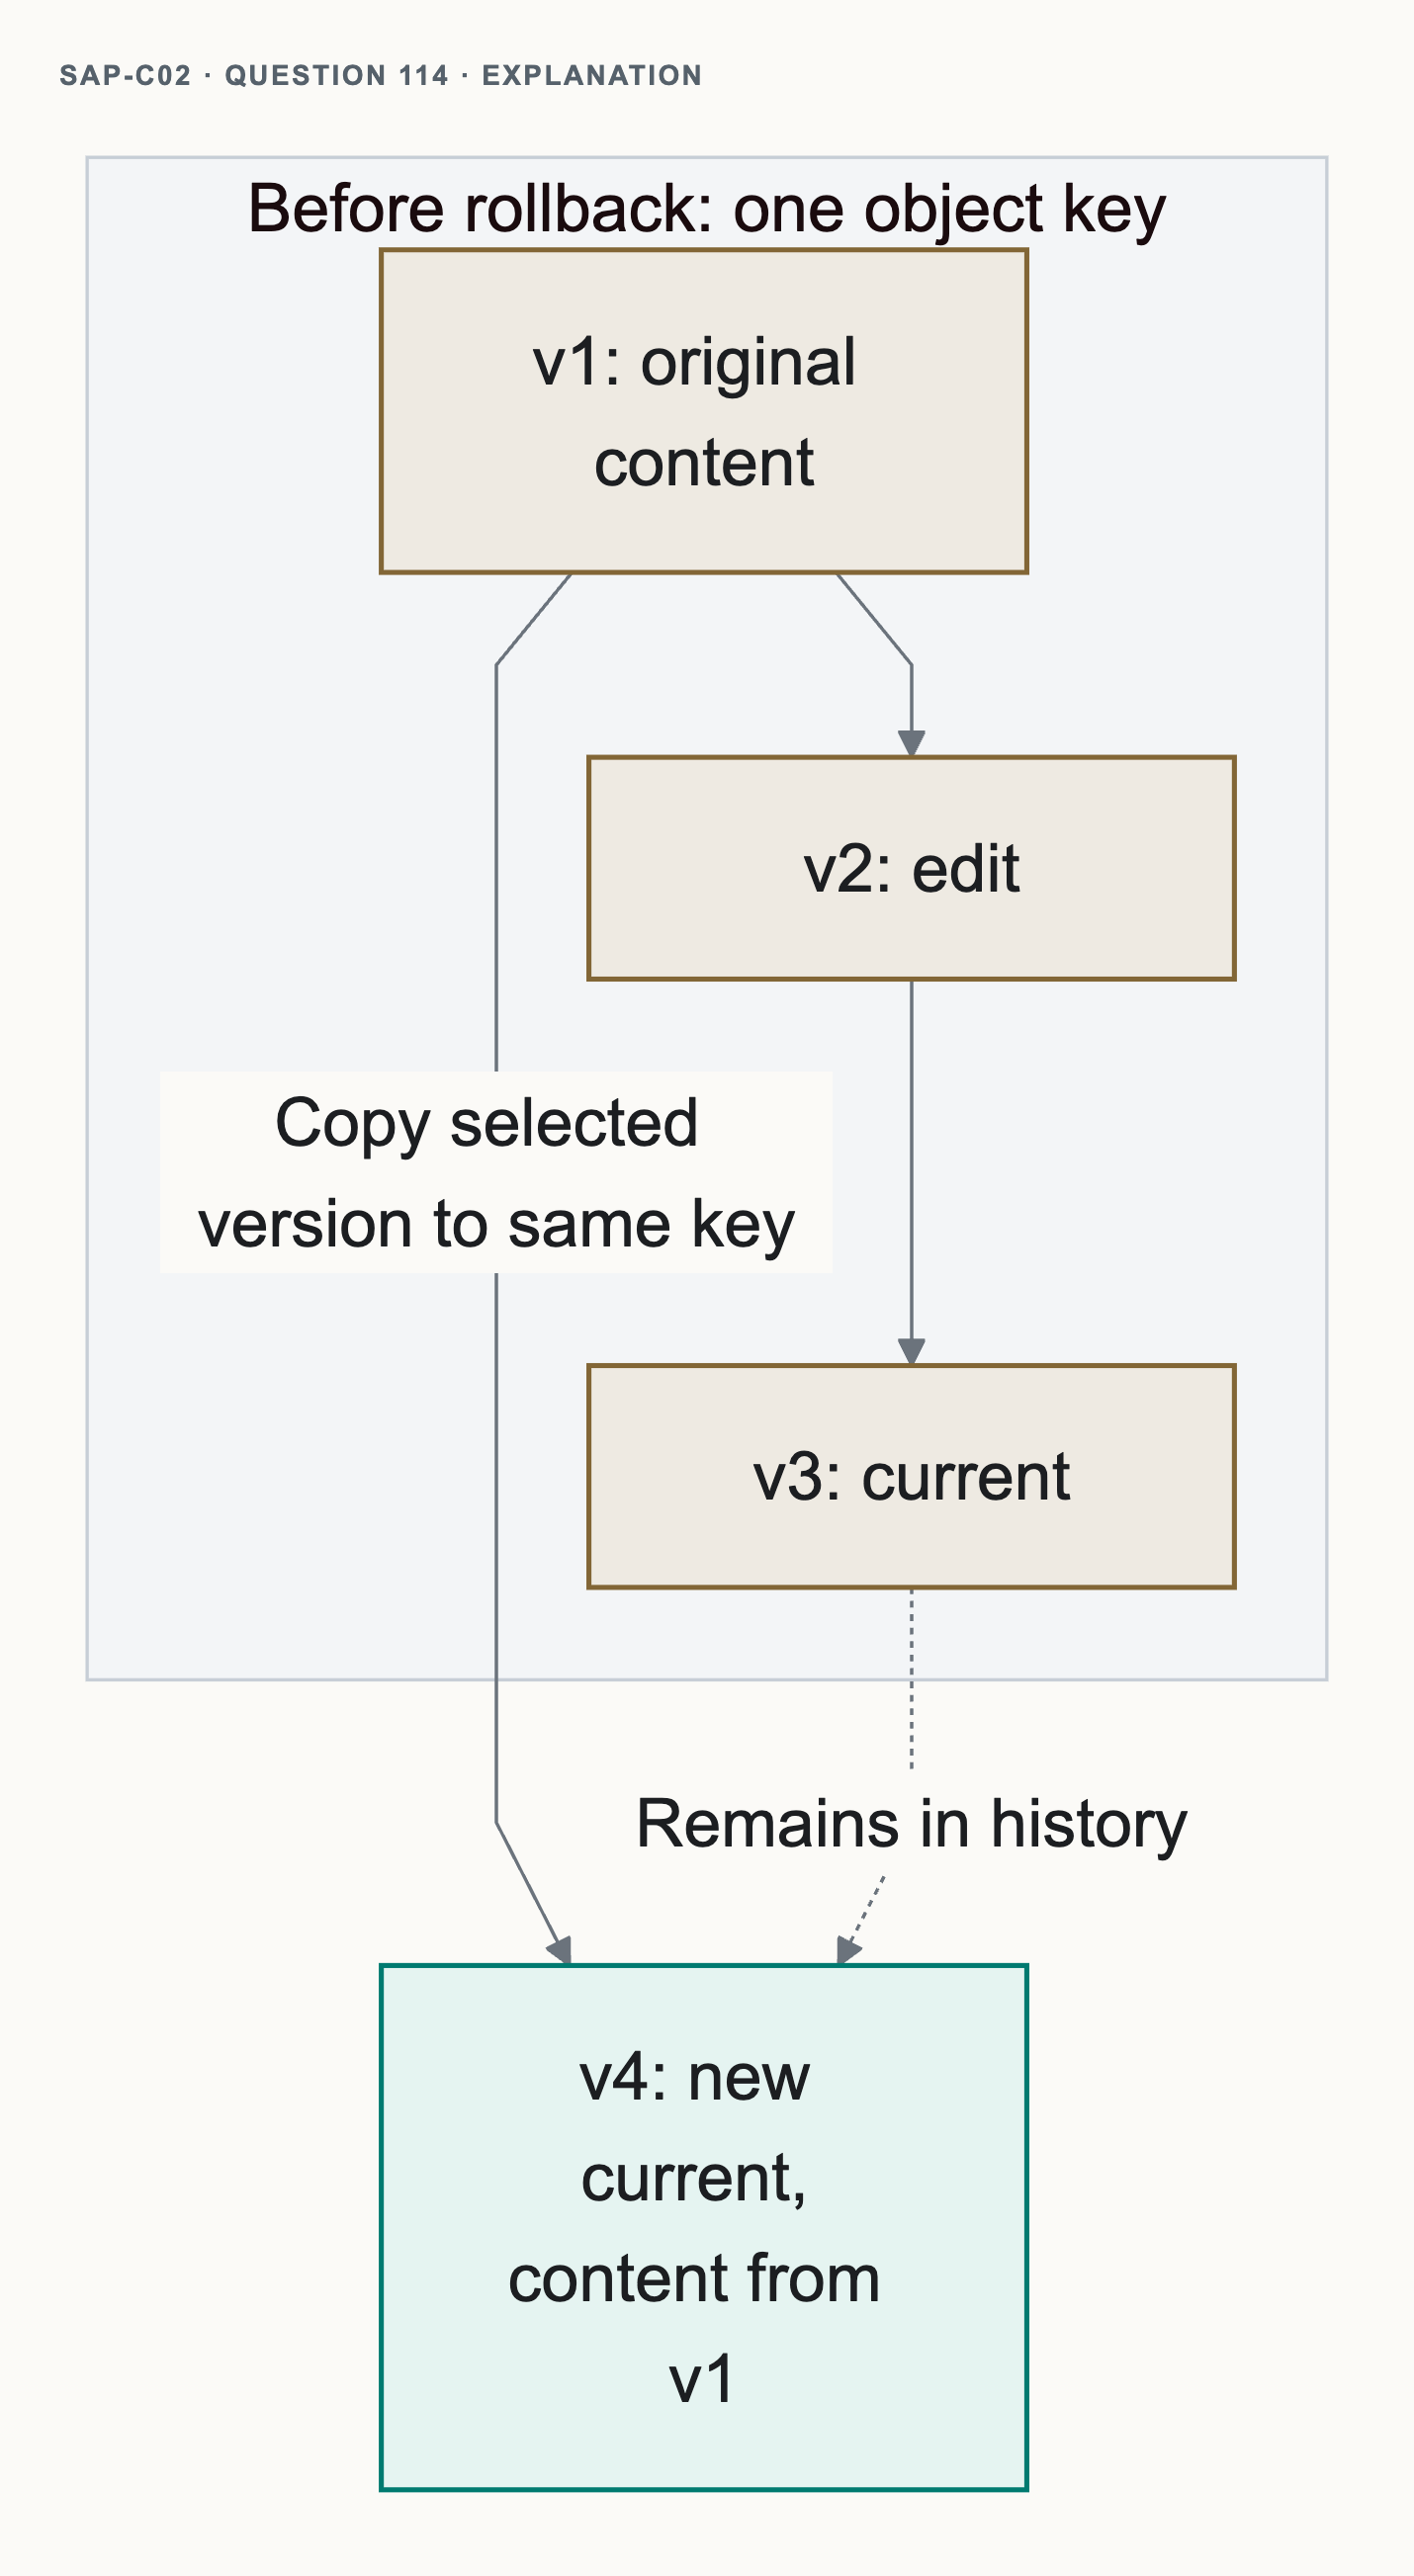 SAP-C02 · QUESTION 114 · EXPLANATION
Before rollback: one object key
v1: original
content
v2: edit
Copy selected
version to same key
v3: current
Remains in history
v4: new
current,
content from
v1